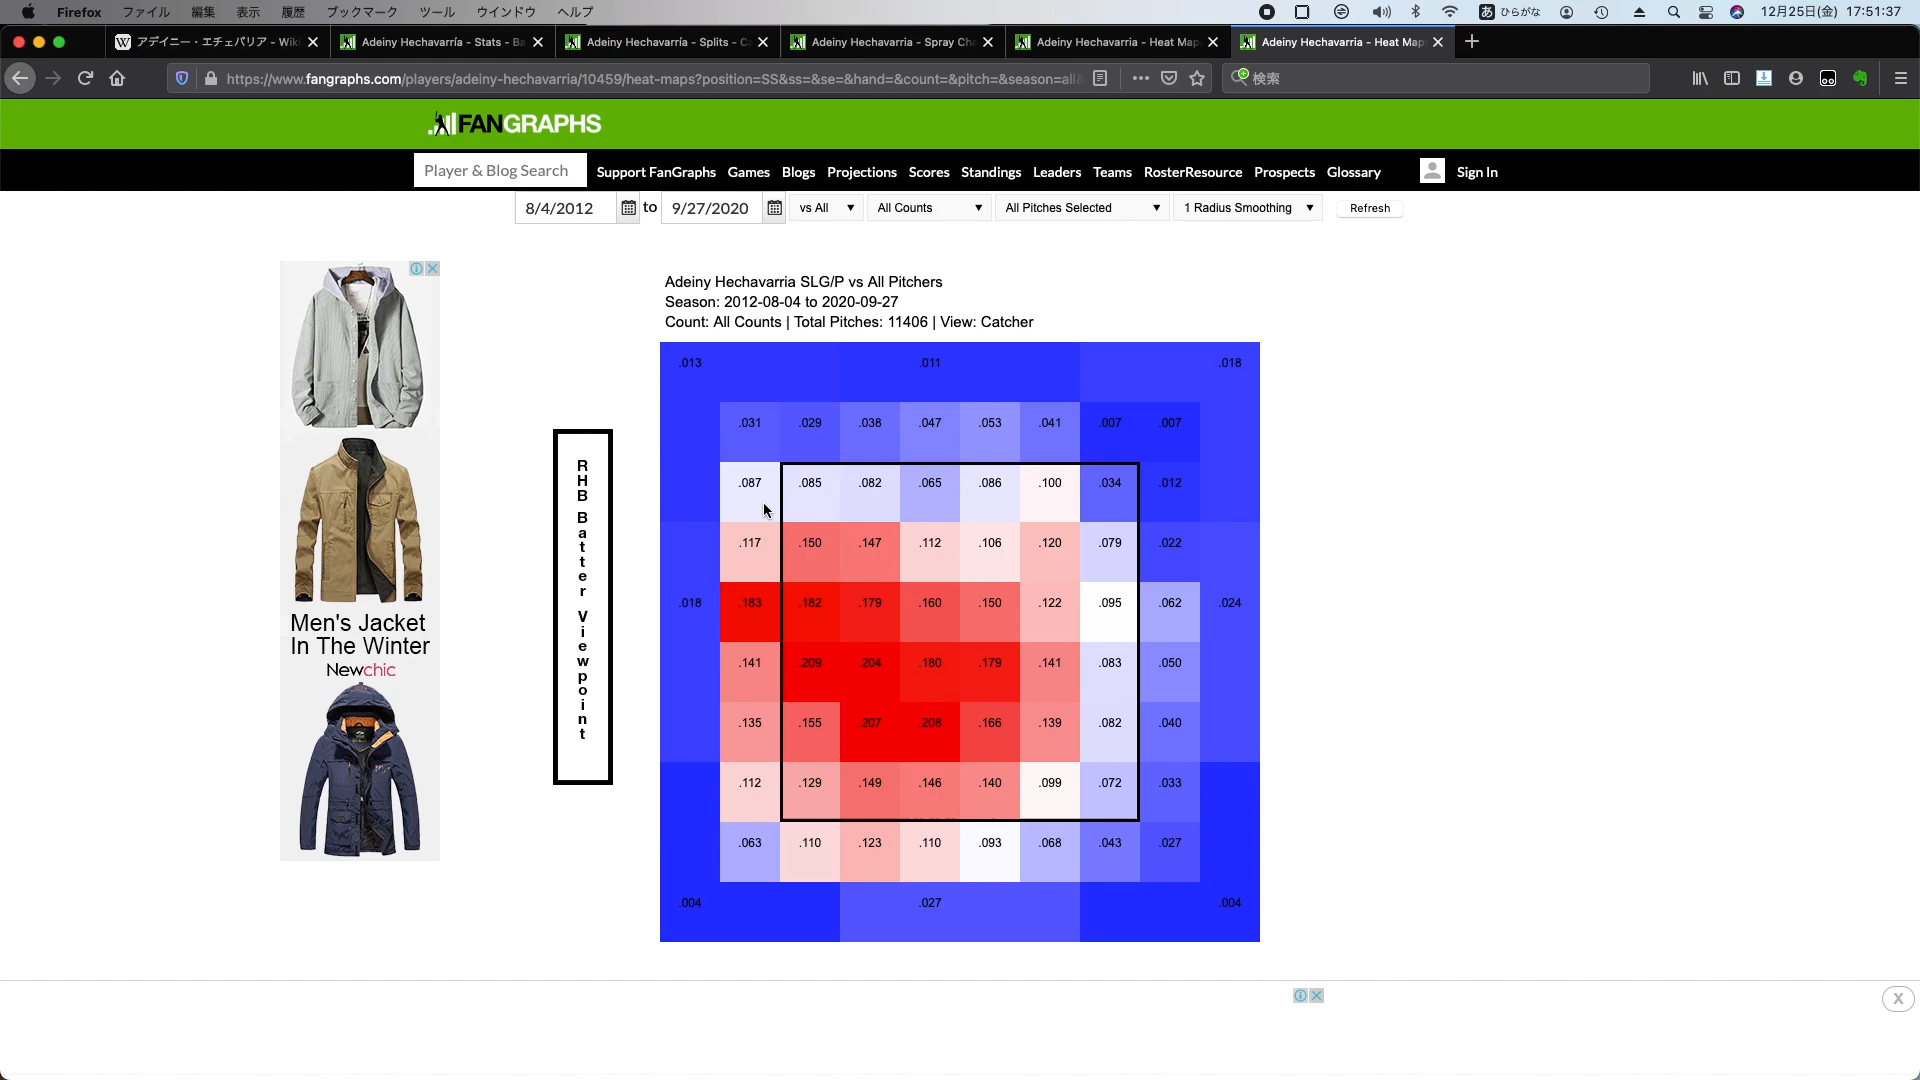 Firefox ファイル 編集 表示 履歴 ブックマーク ツール ウインドウ ヘルプ あ ひらがな 12月25日(金) 17:51:37
W アデイニー・エチェバリア - Wiki Adeiny Hechavarría - Stats - Ba Adeiny Hechavarría - Splits - Ca Adeiny Hechavarria - Spray Cha Adeiny Hechavarria - Heat Map Adeiny Hechavarria - Heat Map
https://www.fangraphs.com/players/adeiny-hechavarria/10459/heat-maps?position=SS&ss=&se=&hand=&count=&pitch=&season=all& 検索
FANGRAPHS
Player & Blog Search Support FanGraphs Games Blogs Projections Scores Standings Leaders Teams RosterResource Prospects Glossary Sign In
8/4/2012 to 9/27/2020 vs All All Counts All Pitches Selected 1 Radius Smoothing Refresh
Adeiny Hechavarria SLG/P vs All Pitchers
Season: 2012-08-04 to 2020-09-27
Count: All Counts | Total Pitches: 11406 | View: Catcher
RHB Batter Viewpoint
.013 .011 .018
.031 .029 .038 .047 .053 .041 .007 .007
.087 .085 .082 .065 .086 .100 .034 .012
.117 .150 .147 .112 .106 .120 .079 .022
.018 .183 .182 .179 .160 .150 .122 .095 .062 .024
.141 .209 .204 .180 .179 .141 .083 .050
.135 .155 .207 .208 .166 .139 .082 .040
.112 .129 .149 .146 .140 .099 .072 .033
.063 .110 .123 .110 .093 .068 .043 .027
.004 .027 .004
Men's Jacket
In The Winter
Newchic
X